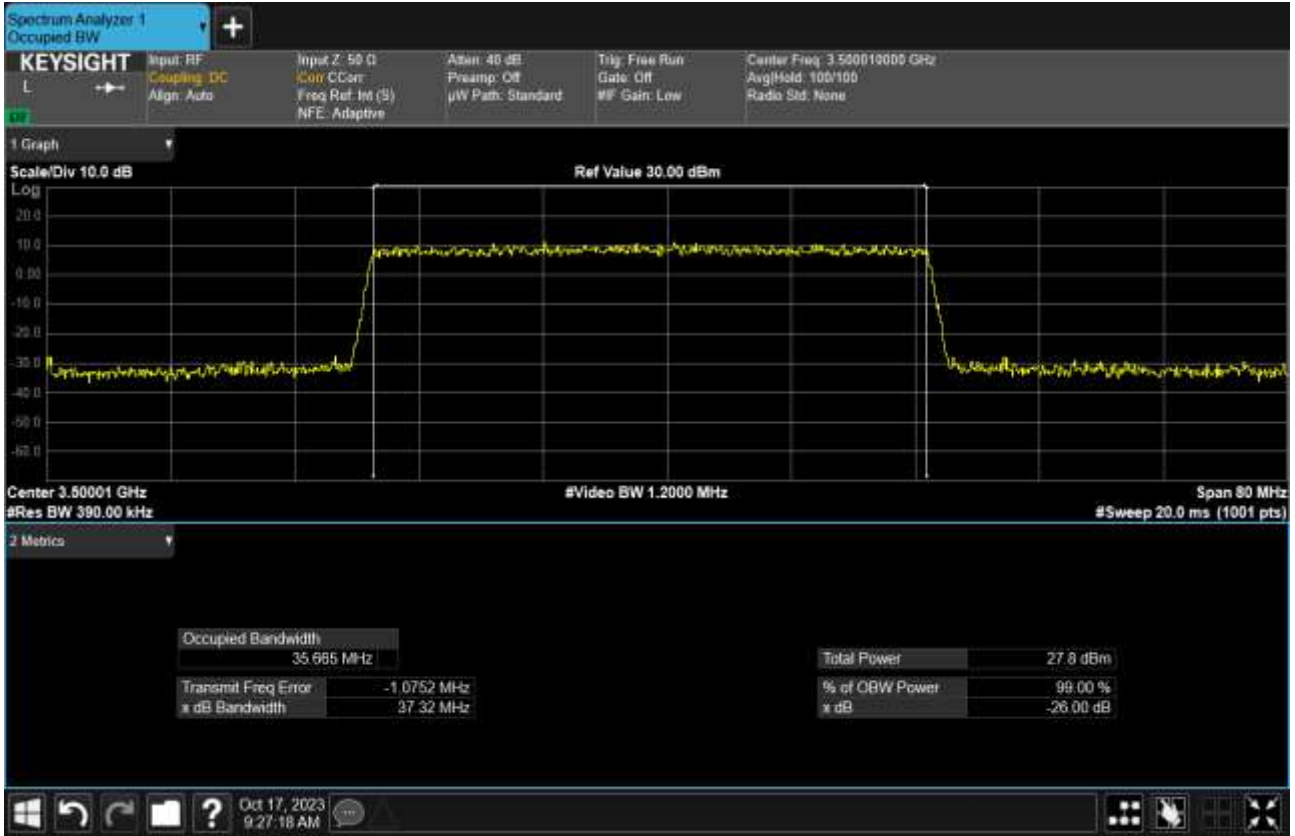 Spectrum Analyzer 1
Occupied BW
+
KEYSIGHT
L
Input: RF
Coupling: DC
Align: Auto
Input Z: 50 Ω
Corr CCorr
Freq Ref: Int (S)
NFE: Adaptive
Atten: 40 dB
Preamp: Off
µW Path: Standard
Trig: Free Run
Gate: Off
#IF Gain: Low
Center Freq: 3.500010000 GHz
Avg|Hold: 100/100
Radio Std: None
1 Graph
Scale/Div 10.0 dB
Ref Value 30.00 dBm
Log
20.0
10.0
0.00
-10.0
-20.0
-30.0
-40.0
-50.0
-60.0
Center 3.50001 GHz
#Video BW 1.2000 MHz
Span 80 MHz
#Res BW 390.00 kHz
#Sweep 20.0 ms (1001 pts)
2 Metrics
Occupied Bandwidth
35.665 MHz
Total Power 27.8 dBm
Transmit Freq Error -1.0752 MHz
% of OBW Power 99.00 %
x dB Bandwidth 37.32 MHz
x dB -26.00 dB
?
Oct 17, 2023
9:27:18 AM